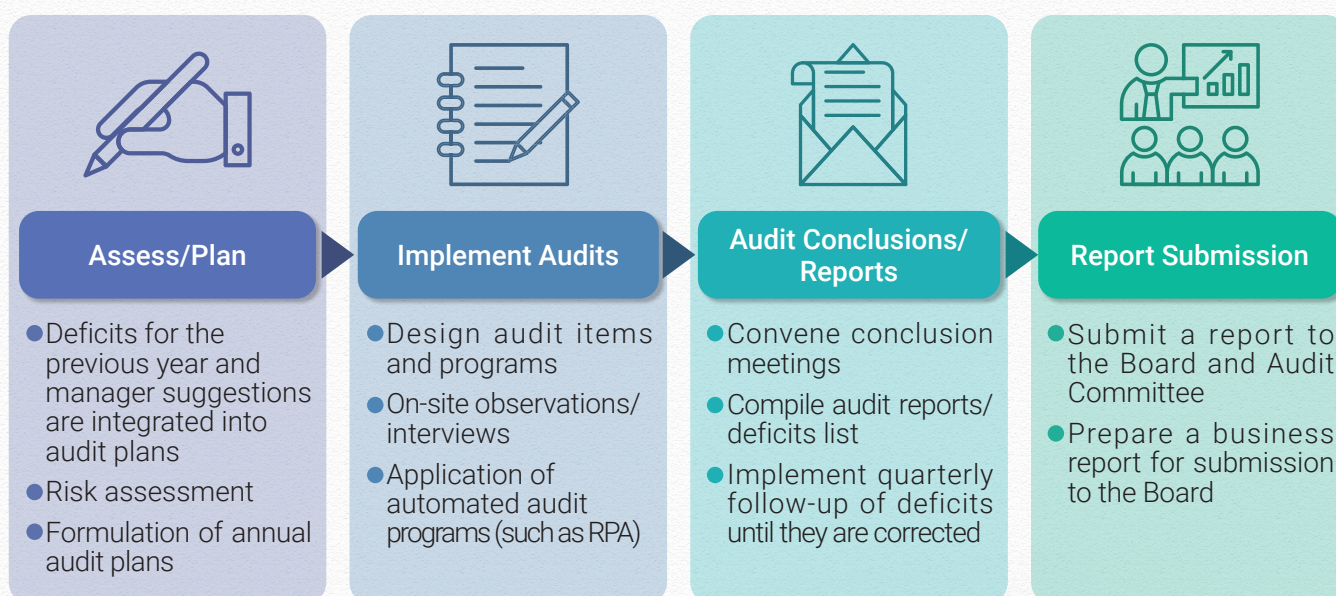 Assess/Plan
●Deficits for the
previous year and
manager suggestions
are integrated into
audit plans
●Risk assessment
●Formulation of annual
audit plans
Implement Audits
●Design audit items
and programs
●On-site observations/
interviews
●Application of
automated audit
programs (such as RPA)
Audit Conclusions/
Reports
●Convene conclusion
meetings
●Compile audit reports/
deficits list
●Implement quarterly
follow-up of deficits
until they are corrected
Report Submission
●Submit a report to
the Board and Audit
Committee
●Prepare a business
report for submission
to the Board